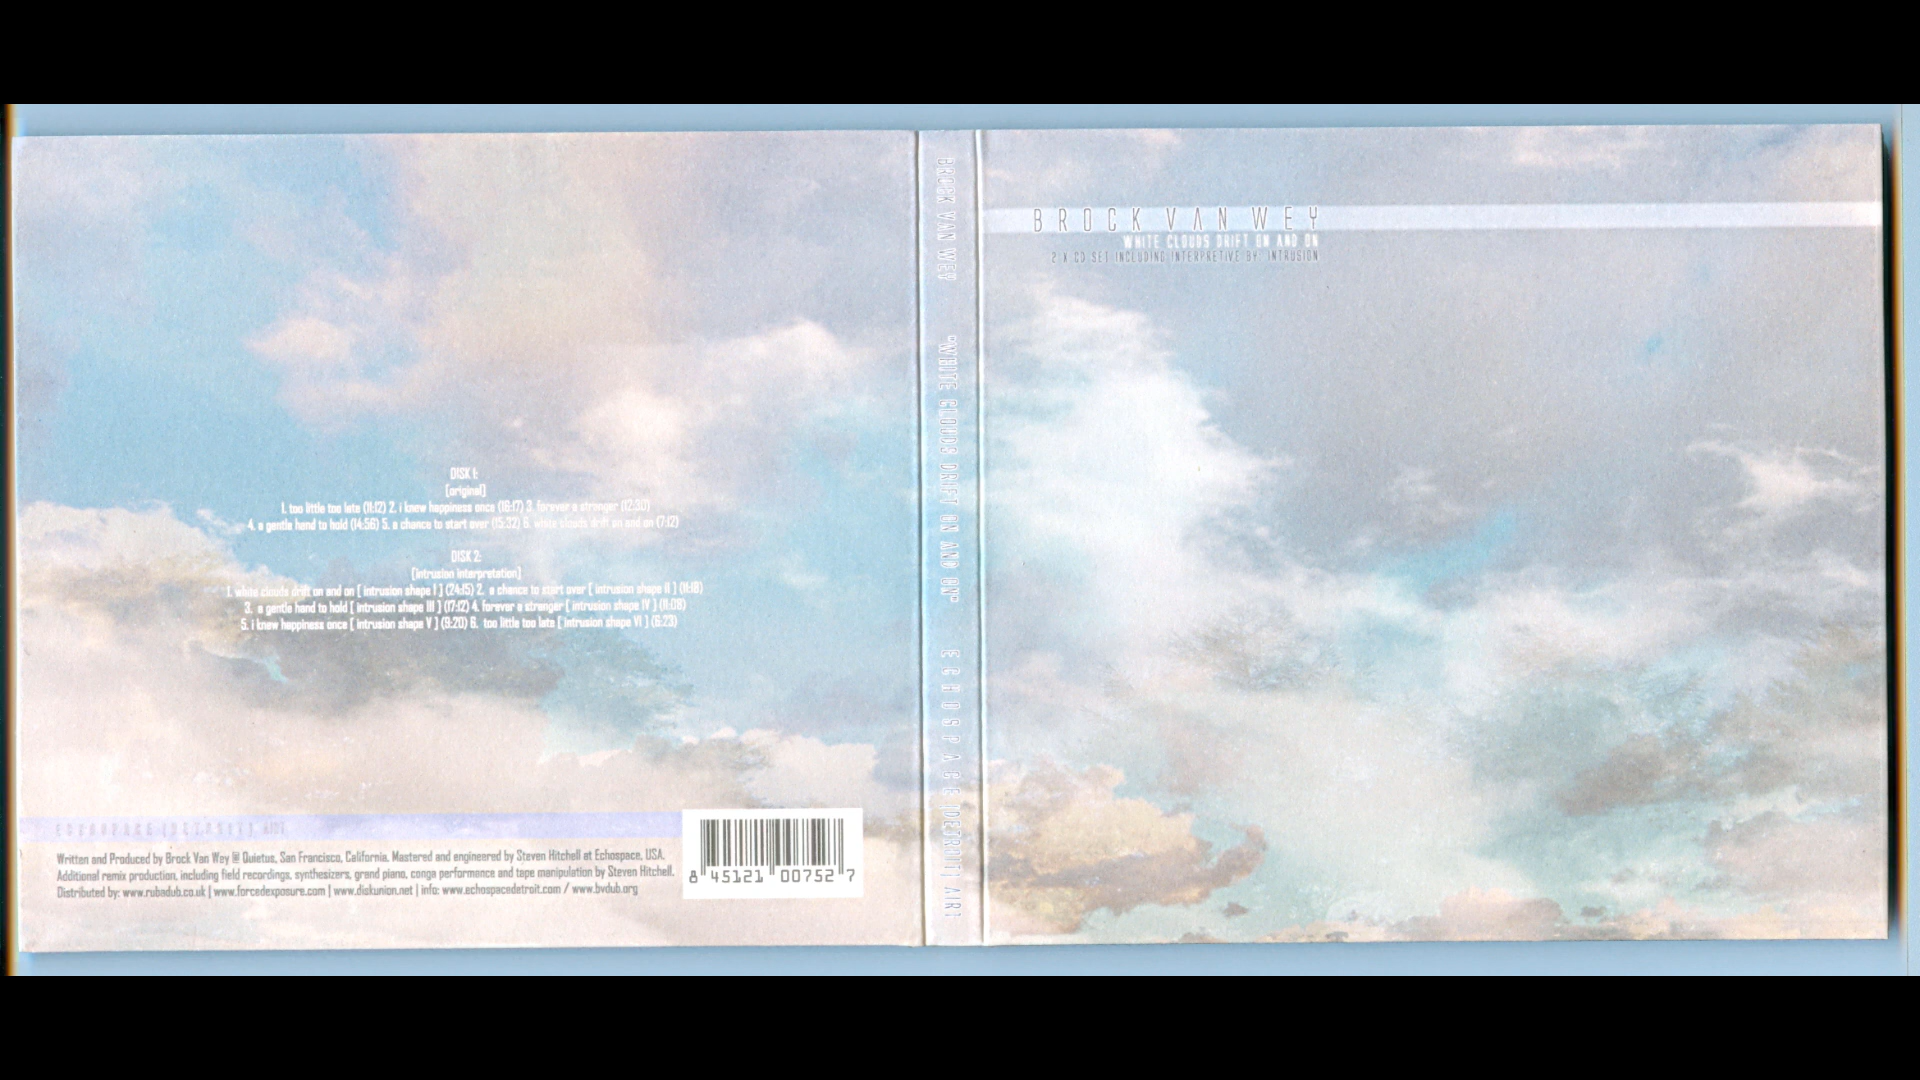 DISK 1:
[original]
1. too little too late (11:12) 2. i knew happiness once (16:17) 3. forever a stranger (12:30)
4. a gentle hand to hold (14:56) 5. a chance to start over (15:32) 6. white clouds drift on and on (7:12)
DISK 2:
[intrusion interpretation]
1. white clouds drift on and on [ intrusion shape I ] (24:15) 2. a chance to start over [ intrusion shape II ] (11:18)
3. a gentle hand to hold [ intrusion shape III ] (17:12) 4. forever a stranger [ intrusion shape IV ] (11:08)
5. i knew happiness once [ intrusion shape V ] (9:20) 6. too little too late [ intrusion shape VI ] (6:23)
ECHOSPACE [DETROIT]
Written and Produced by Brock Van Wey @ Quietus, San Francisco, California. Mastered and engineered by Steven Hitchell at Echospace, USA.
Additional remix production, including field recordings, synthesizers, grand piano, conga performance and tape manipulation by Steven Hitchell.
Distributed by: www.rubadub.co.uk | www.forcedexposure.com | www.diskunion.net | info: www.echospacedetroit.com / www.bvdub.org
8 45121 00752 7
BROCK VAN WEY "WHITE CLOUDS DRIFT ON AND ON" ECHOSPACE [DETROIT]
BROCK VAN WEY
WHITE CLOUDS DRIFT ON AND ON
2 X CD SET INCLUDING INTERPRETIVE BY: INTRUSION